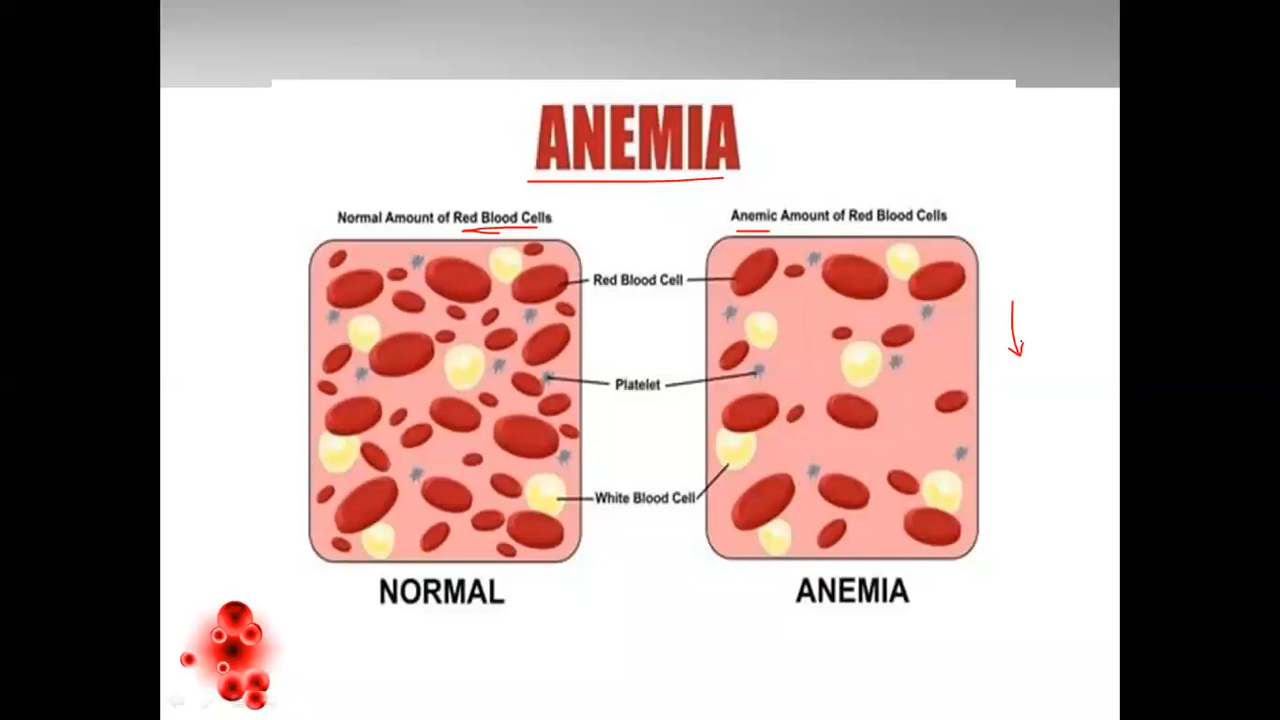 ANEMIA
Normal Amount of Red Blood Cells
Anemic Amount of Red Blood Cells
Red Blood Cell
Platelet
White Blood Cell
NORMAL
ANEMIA